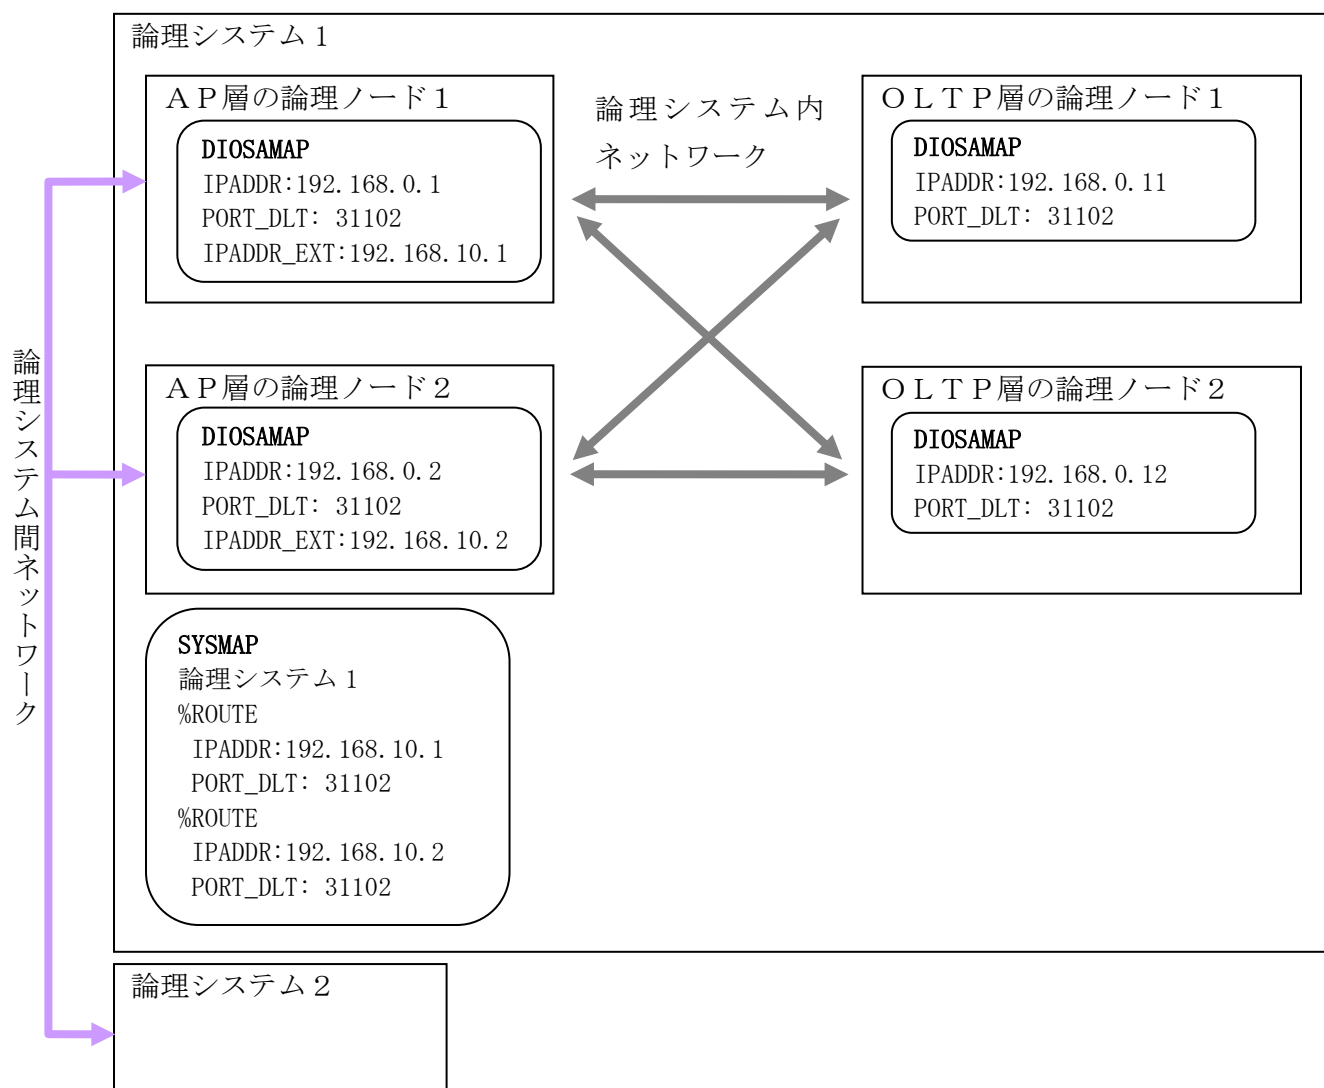 論理システム１
ＡＰ層の論理ノード１
DIOSAMAP
IPADDR:192.168.0.1
PORT_DLT: 31102
IPADDR_EXT:192.168.10.1
論理システム内
ネットワーク
ＯＬＴＰ層の論理ノード１
DIOSAMAP
IPADDR:192.168.0.11
PORT_DLT: 31102
論理システム間ネットワーク
ＡＰ層の論理ノード２
DIOSAMAP
IPADDR:192.168.0.2
PORT_DLT: 31102
IPADDR_EXT:192.168.10.2
ＯＬＴＰ層の論理ノード２
DIOSAMAP
IPADDR:192.168.0.12
PORT_DLT: 31102
SYSMAP
論理システム１
%ROUTE
IPADDR:192.168.10.1
PORT_DLT: 31102
%ROUTE
IPADDR:192.168.10.2
PORT_DLT: 31102
論理システム２